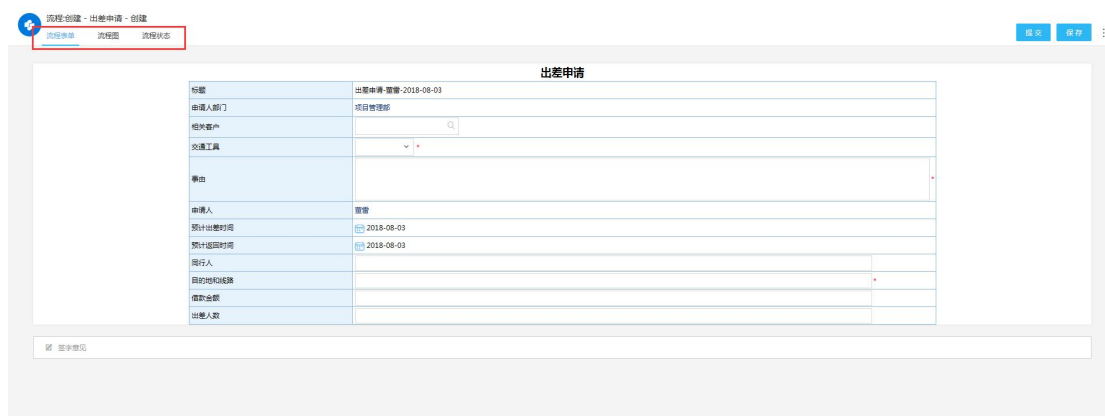 流程:创建 - 出差申请 - 创建
流程表单 流程图 流程状态
提交 保存
出差申请
标题 出差申请-董雷-2018-08-03
申请人部门 项目管理部
相关客户
交通工具 *
事由 *
申请人 董雷
预计出差时间 2018-08-03
预计返回时间 2018-08-03
同行人
目的地和线路 *
借款金额
出差人数
签字意见